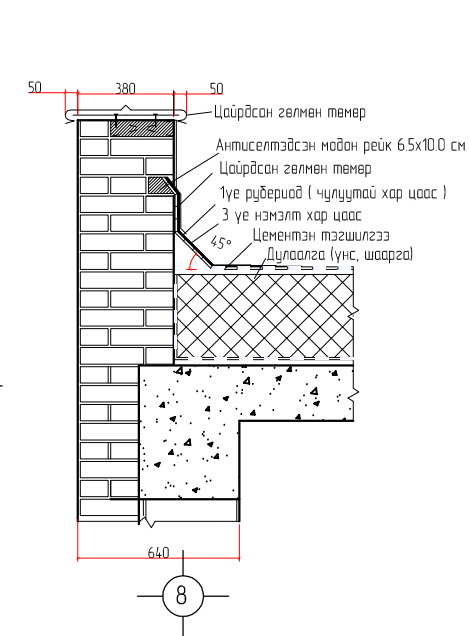 50 380 50
Цайрдсан гөлмөн төмөр
Антисептэдсэн модон рейк 6.5x10.0 см
Цайрдсан гөлмөн төмөр
1үе рубериод ( чулуутай хар цаас )
3 үе нэмэлт хар цаас
45°
Цементэн тэгшилгээ
Дулаалга (үнс, шаарга)
640
8